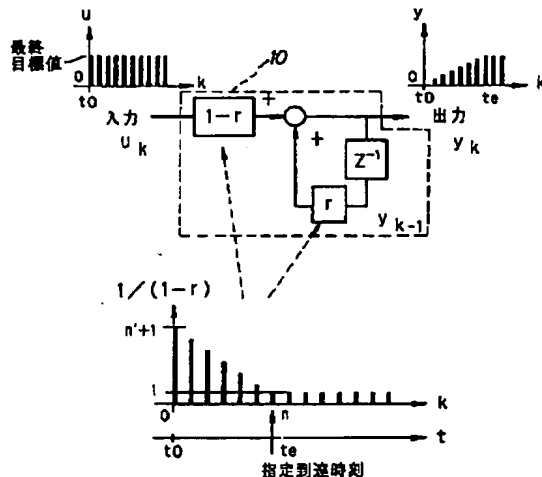 u
最終
目標値
0
t0
k
10
y
0
t0
te
k
入力
u k
1-r
+
+
Z⁻¹
r
y k-1
出力
y k
1/(1-r)
n'+1
1
0
n
k
t0
te
t
指定到達時刻